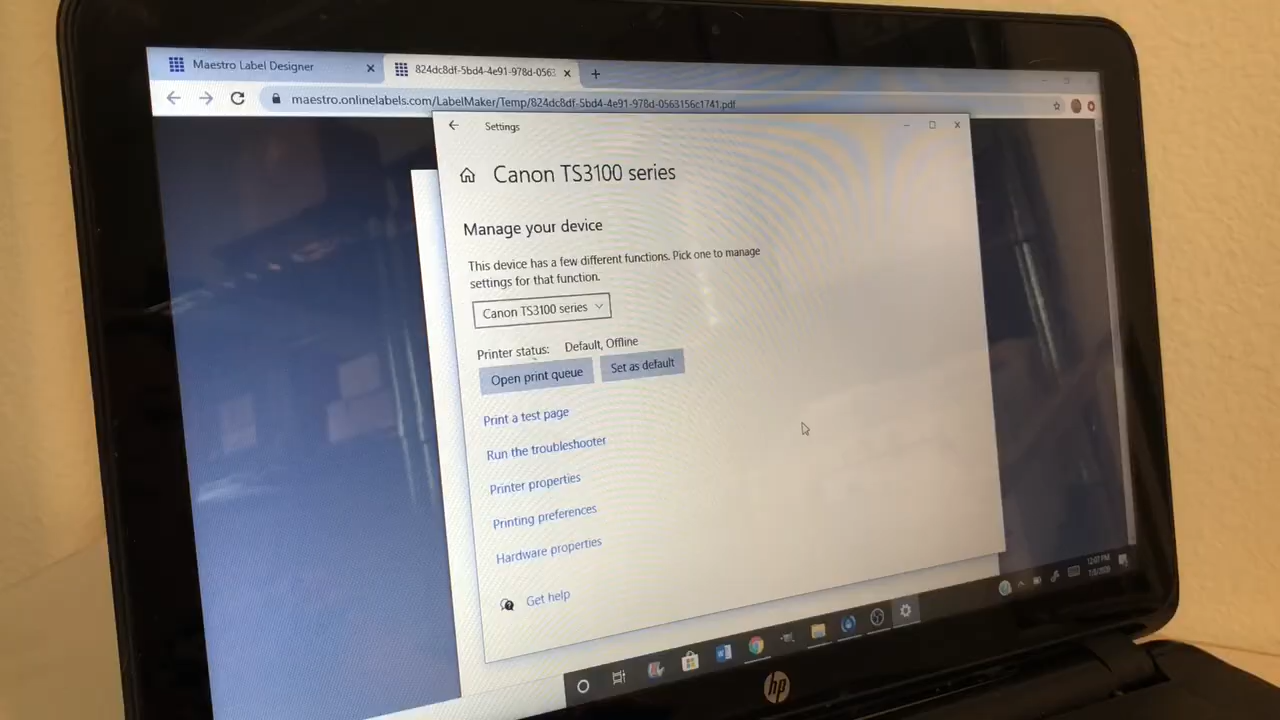 Maestro Label Designer
824dc8df-5bd4-4e91-978d-0563
maestro.onlinelabels.com/LabelMaker/Temp/824dc8df-5bd4-4e91-978d-0563156c1741.pdf
Settings
Canon TS3100 series
Manage your device
This device has a few different functions. Pick one to manage
settings for that function.
Canon TS3100 series
Printer status: Default, Offline
Open print queue Set as default
Print a test page
Run the troubleshooter
Printer properties
Printing preferences
Hardware properties
Get help
12:07 PM
hp